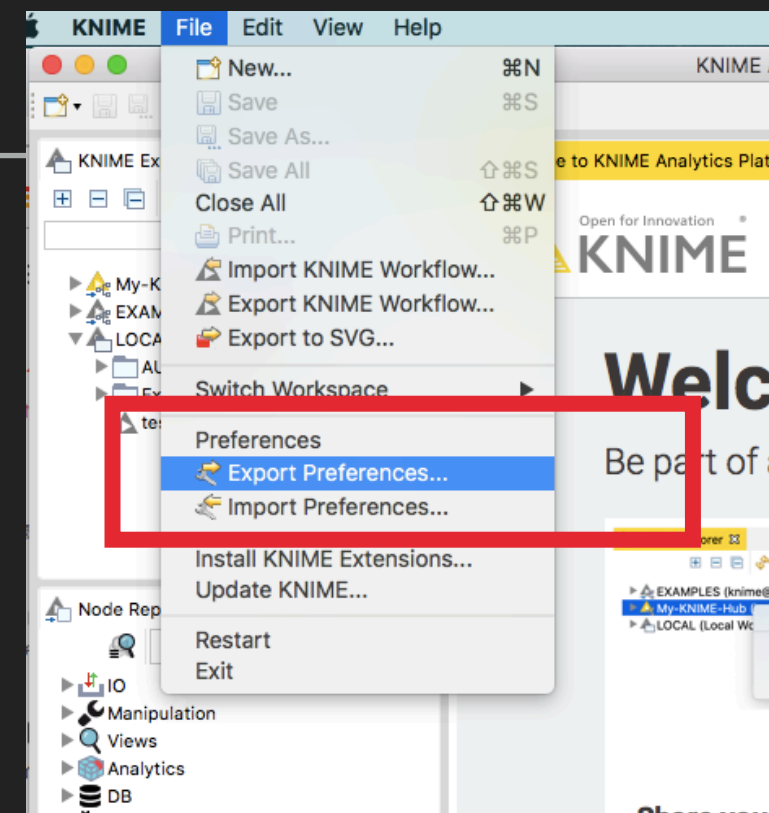 KNIME File Edit View Help
KNIME
New... ⌘N
Save ⌘S
Save As...
KNIME Ex
e to KNIME Analytics Plat
Save All ⇧⌘S
Close All ⇧⌘W
Print... ⌘P
Open for Innovation
KNIME
Import KNIME Workflow...
My-K
Export KNIME Workflow...
EXAM
Export to SVG...
LOCA
AU
Switch Workspace
Ex
Welc
tes
Preferences
Be part of a
Export Preferences...
Import Preferences...
orer
Install KNIME Extensions...
Update KNIME...
EXAMPLES (knime@
My-KNIME-Hub (
LOCAL (Local Wo
Node Rep
Restart
Exit
IO
Manipulation
Views
Analytics
DB